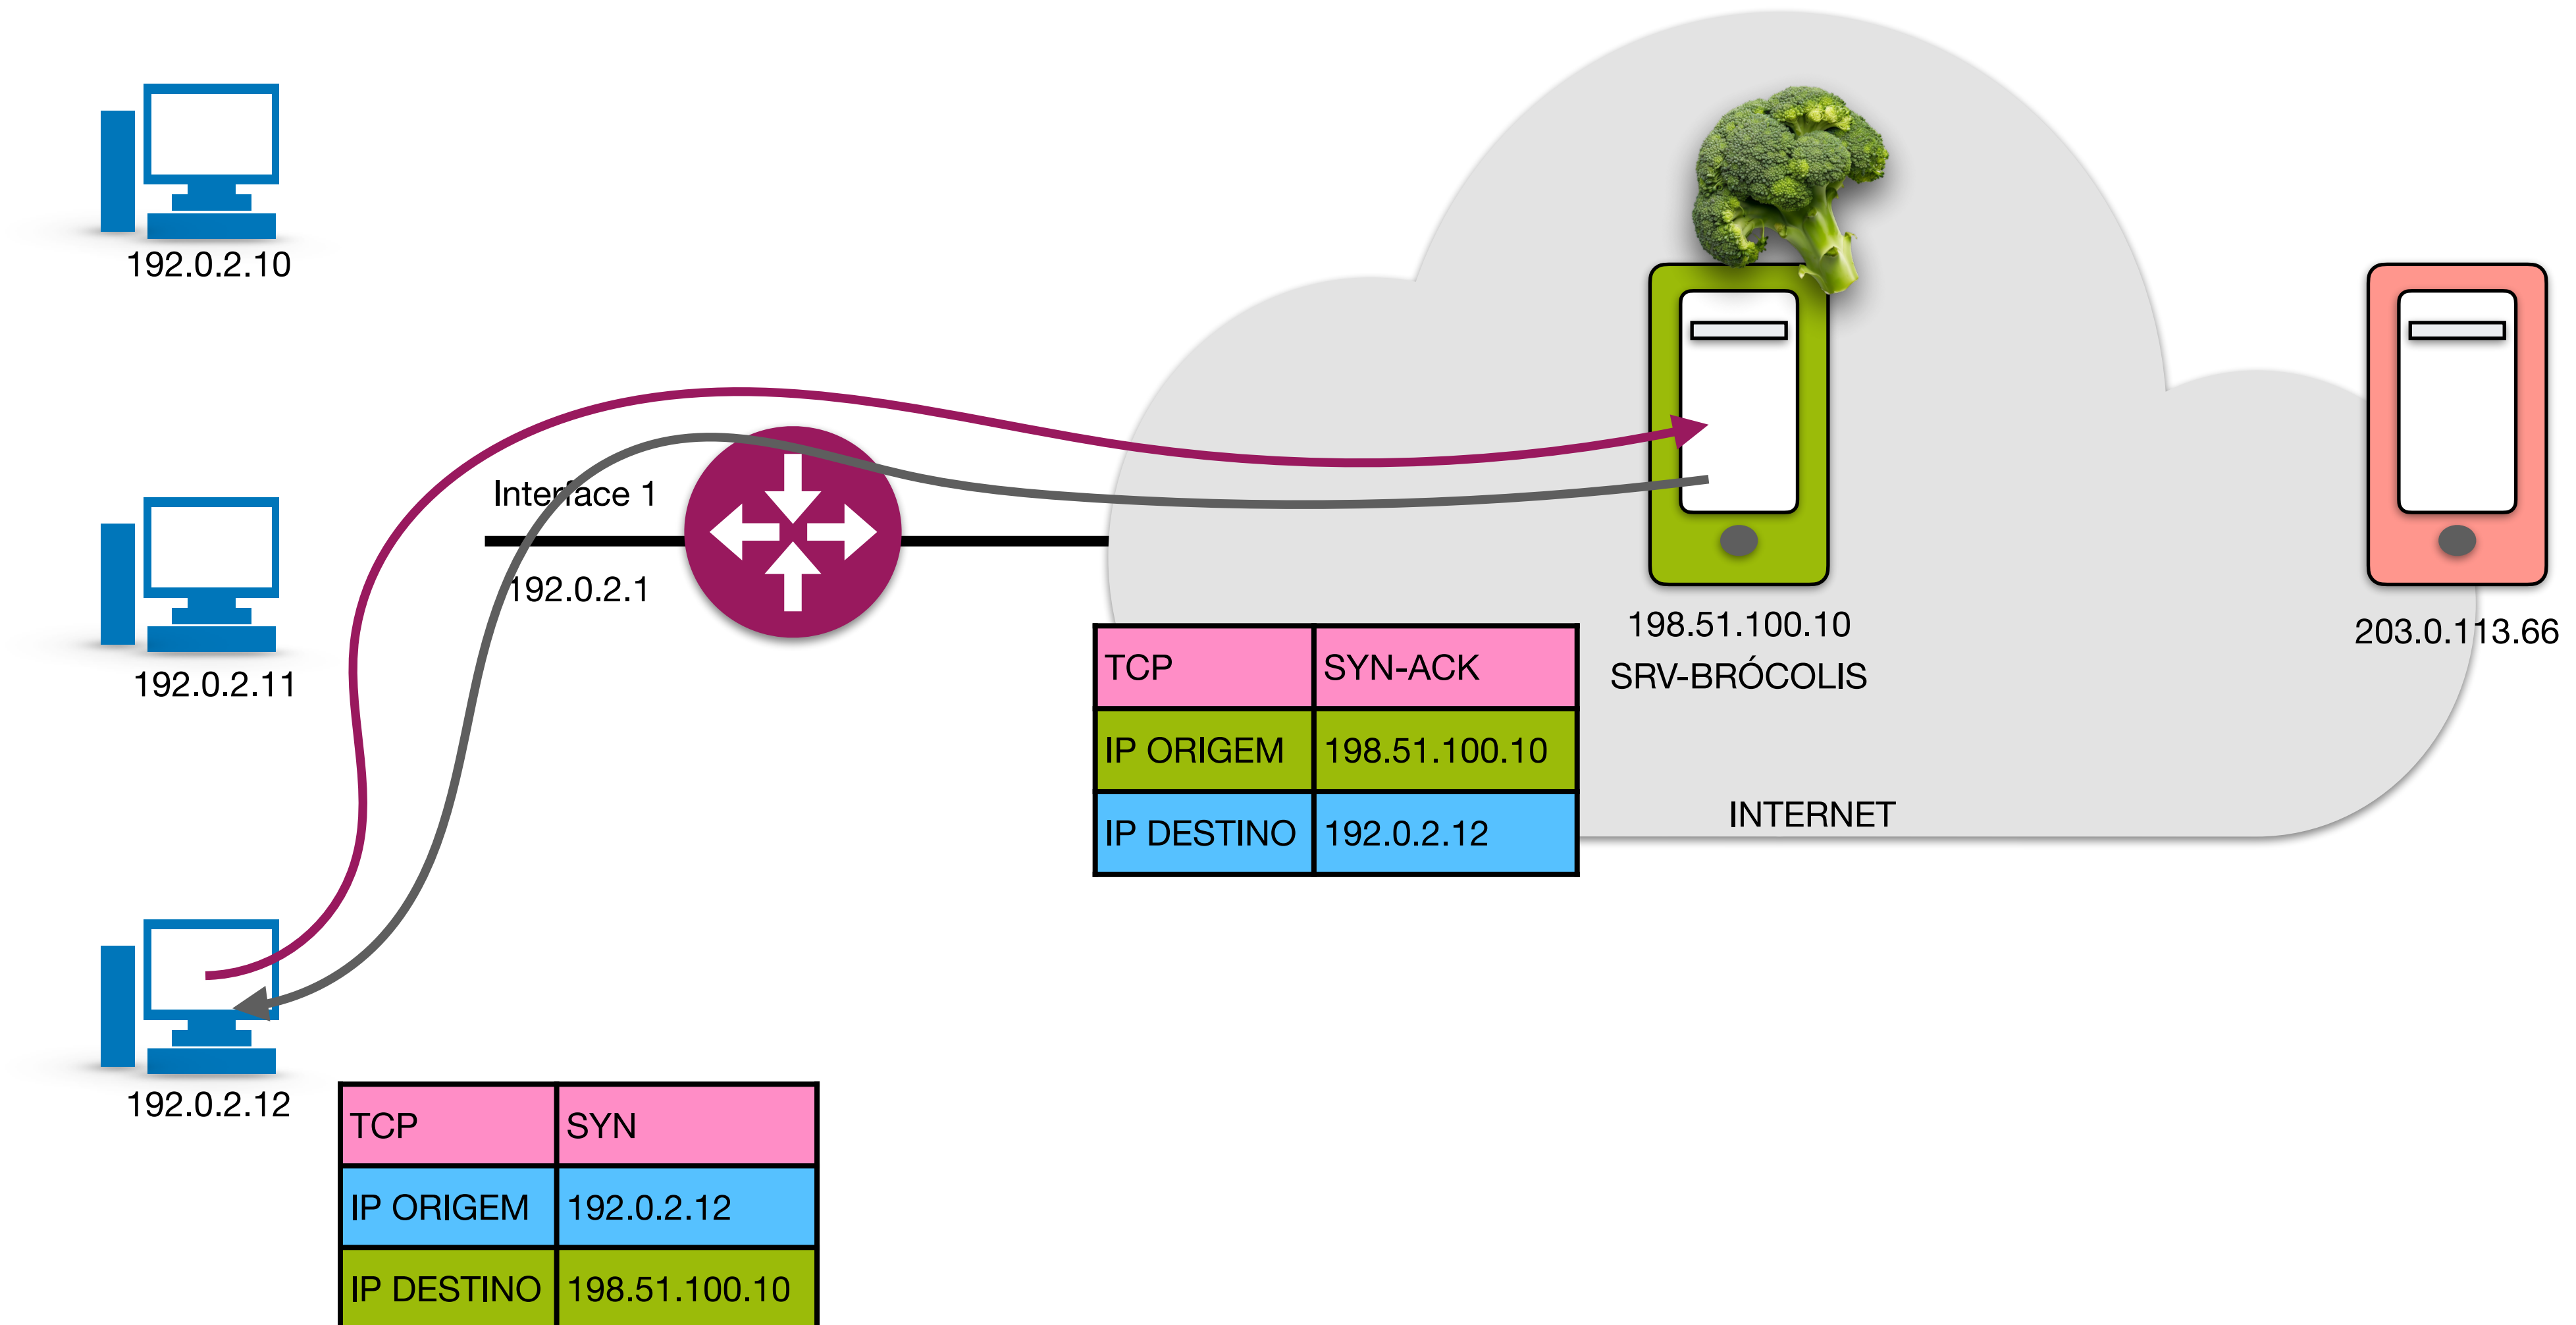 192.0.2.10
Interface 1
192.0.2.1
192.0.2.11
198.51.100.10
SRV-BRÓCOLIS
203.0.113.66
TCP SYN-ACK
IP ORIGEM 198.51.100.10
IP DESTINO 192.0.2.12
INTERNET
192.0.2.12
TCP SYN
IP ORIGEM 192.0.2.12
IP DESTINO 198.51.100.10